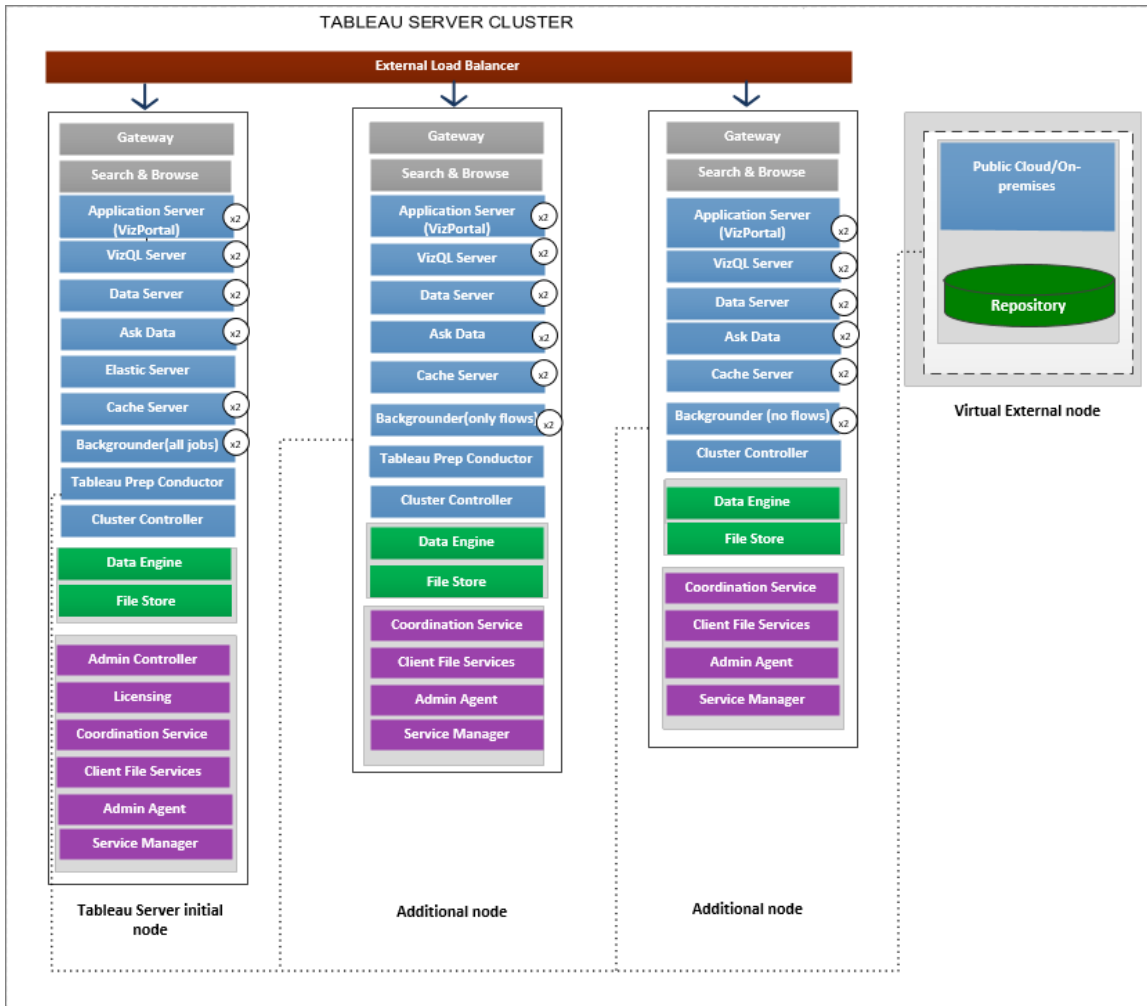 TABLEAU SERVER CLUSTER
External Load Balancer
Gateway
Search & Browse
Application Server
(VizPortal)
x2
VizQL Server
x2
Data Server
x2
Ask Data
x2
Elastic Server
Cache Server
x2
Backgrounder(all jobs)
x2
Tableau Prep Conductor
Cluster Controller
Data Engine
File Store
Admin Controller
Licensing
Coordination Service
Client File Services
Admin Agent
Service Manager
Tableau Server initial
node
Gateway
Search & Browse
Application Server
(VizPortal)
x2
VizQL Server
x2
Data Server
x2
Ask Data
x2
Cache Server
x2
Backgrounder(only flows)
x2
Tableau Prep Conductor
Cluster Controller
Data Engine
File Store
Coordination Service
Client File Services
Admin Agent
Service Manager
Additional node
Gateway
Search & Browse
Application Server
(VizPortal)
x2
VizQL Server
x2
Data Server
x2
Ask Data
x2
Cache Server
x2
Backgrounder (no flows)
x2
Cluster Controller
Data Engine
File Store
Coordination Service
Client File Services
Admin Agent
Service Manager
Additional node
Public Cloud/On-
premises
Repository
Virtual External node